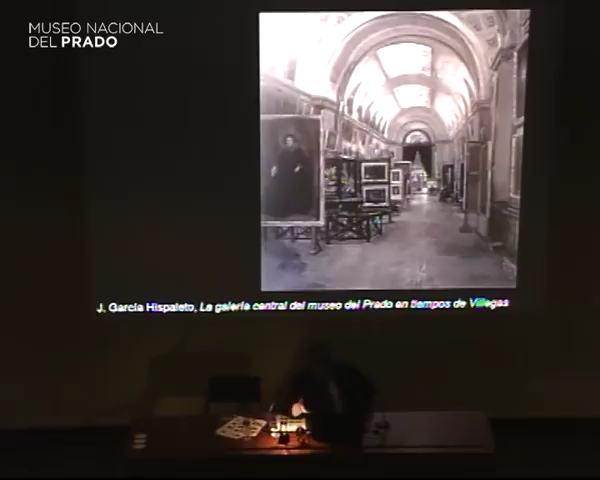 MUSEO NACIONAL
DEL PRADO
J. García Hispaleto, La galería central del museo del Prado en tiempos de Villegas